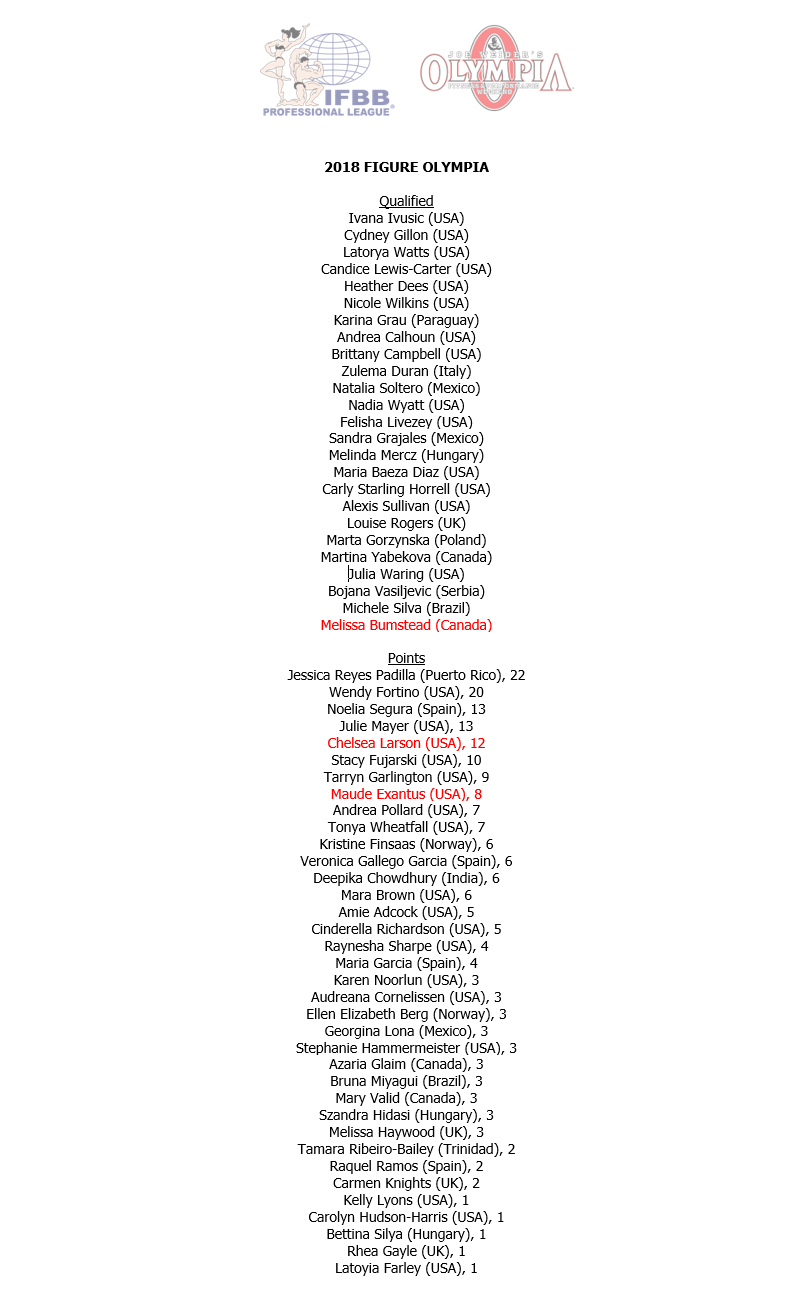 IFBB
PROFESSIONAL LEAGUE
JOE WEIDER'S
OLYMPIA
WEEKEND
2018 FIGURE OLYMPIA
Qualified
Ivana Ivusic (USA)
Cydney Gillon (USA)
Latorya Watts (USA)
Candice Lewis-Carter (USA)
Heather Dees (USA)
Nicole Wilkins (USA)
Karina Grau (Paraguay)
Andrea Calhoun (USA)
Brittany Campbell (USA)
Zulema Duran (Italy)
Natalia Soltero (Mexico)
Nadia Wyatt (USA)
Felisha Livezey (USA)
Sandra Grajales (Mexico)
Melinda Mercz (Hungary)
Maria Baeza Diaz (USA)
Carly Starling Horrell (USA)
Alexis Sullivan (USA)
Louise Rogers (UK)
Marta Gorzynska (Poland)
Martina Yabekova (Canada)
Julia Waring (USA)
Bojana Vasiljevic (Serbia)
Michele Silva (Brazil)
Melissa Bumstead (Canada)
Points
Jessica Reyes Padilla (Puerto Rico), 22
Wendy Fortino (USA), 20
Noelia Segura (Spain), 13
Julie Mayer (USA), 13
Chelsea Larson (USA), 12
Stacy Fujarski (USA), 10
Tarryn Garlington (USA), 9
Maude Exantus (USA), 8
Andrea Pollard (USA), 7
Tonya Wheatfall (USA), 7
Kristine Finsaas (Norway), 6
Veronica Gallego Garcia (Spain), 6
Deepika Chowdhury (India), 6
Mara Brown (USA), 6
Amie Adcock (USA), 5
Cinderella Richardson (USA), 5
Raynesha Sharpe (USA), 4
Maria Garcia (Spain), 4
Karen Noorlun (USA), 3
Audreana Cornelissen (USA), 3
Ellen Elizabeth Berg (Norway), 3
Georgina Lona (Mexico), 3
Stephanie Hammermeister (USA), 3
Azaria Glaim (Canada), 3
Bruna Miyagui (Brazil), 3
Mary Valid (Canada), 3
Szandra Hidasi (Hungary), 3
Melissa Haywood (UK), 3
Tamara Ribeiro-Bailey (Trinidad), 2
Raquel Ramos (Spain), 2
Carmen Knights (UK), 2
Kelly Lyons (USA), 1
Carolyn Hudson-Harris (USA), 1
Bettina Silya (Hungary), 1
Rhea Gayle (UK), 1
Latoyia Farley (USA), 1